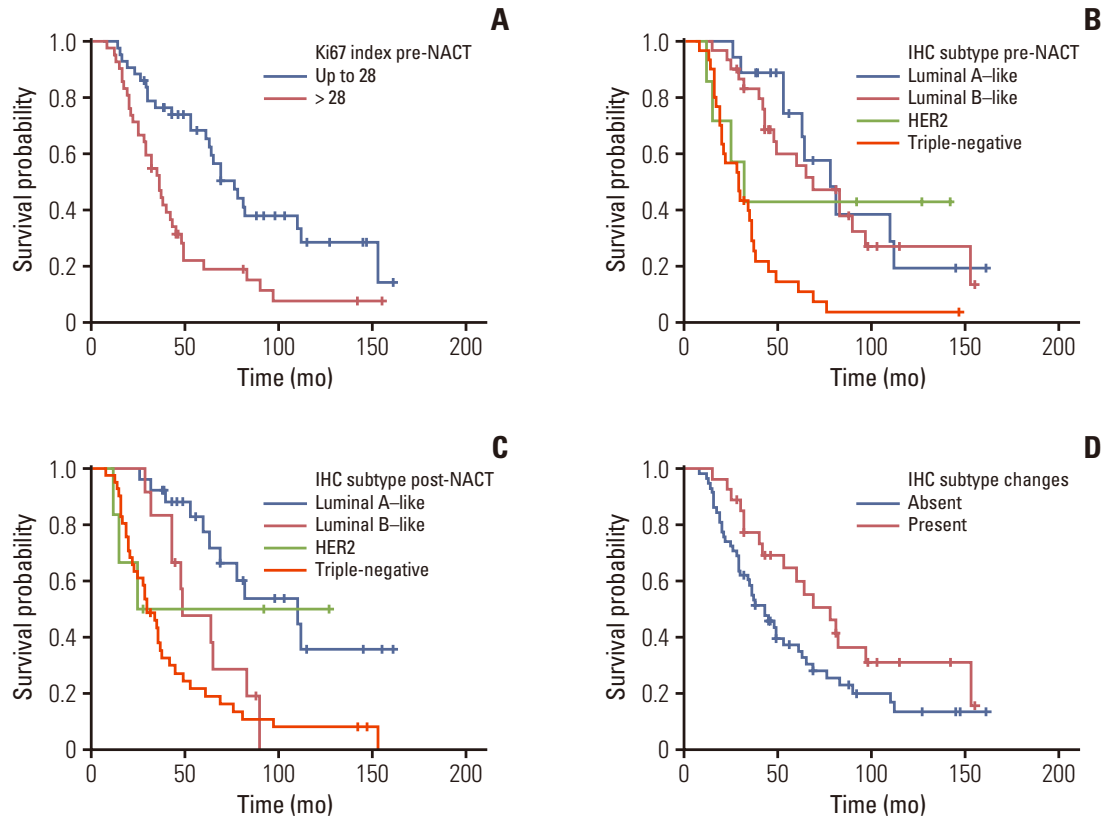 A
Ki67 index pre-NACT
Up to 28
> 28
Survival probability
1.0
0.8
0.6
0.4
0.2
0
0 50 100 150 200
Time (mo)
B
IHC subtype pre-NACT
Luminal A–like
Luminal B–like
HER2
Triple-negative
Survival probability
1.0
0.8
0.6
0.4
0.2
0
0 50 100 150 200
Time (mo)
C
IHC subtype post-NACT
Luminal A–like
Luminal B–like
HER2
Triple-negative
Survival probability
1.0
0.8
0.6
0.4
0.2
0
0 50 100 150 200
Time (mo)
D
IHC subtype changes
Absent
Present
Survival probability
1.0
0.8
0.6
0.4
0.2
0
0 50 100 150 200
Time (mo)